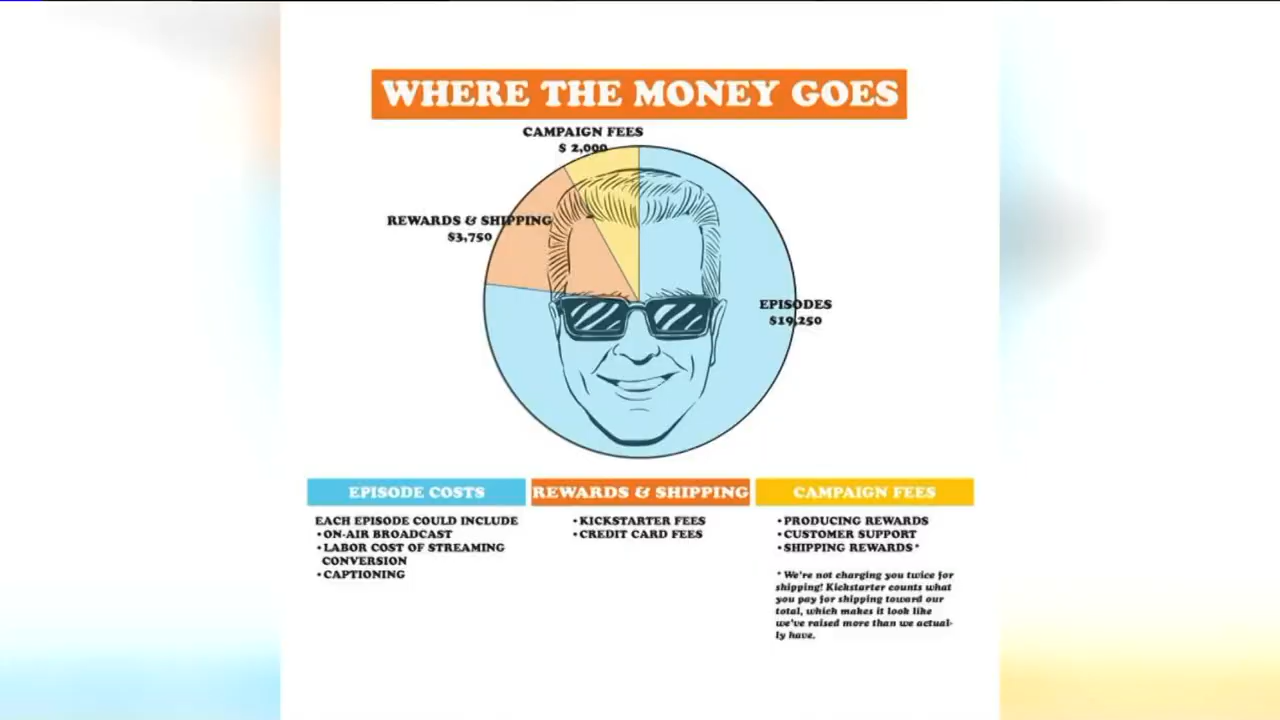 WHERE THE MONEY GOES
CAMPAIGN FEES
$ 2,000
REWARDS & SHIPPING
$3,750
EPISODES
$19,250
EPISODE COSTS
EACH EPISODE COULD INCLUDE
• ON-AIR BROADCAST
• LABOR COST OF STREAMING
CONVERSION
• CAPTIONING
REWARDS & SHIPPING
• KICKSTARTER FEES
• CREDIT CARD FEES
CAMPAIGN FEES
• PRODUCING REWARDS
• CUSTOMER SUPPORT
• SHIPPING REWARDS*
* We're not charging you twice for
shipping! Kickstarter counts what
you pay for shipping toward our
total, which makes it look like
we've raised more than we actual-
ly have.